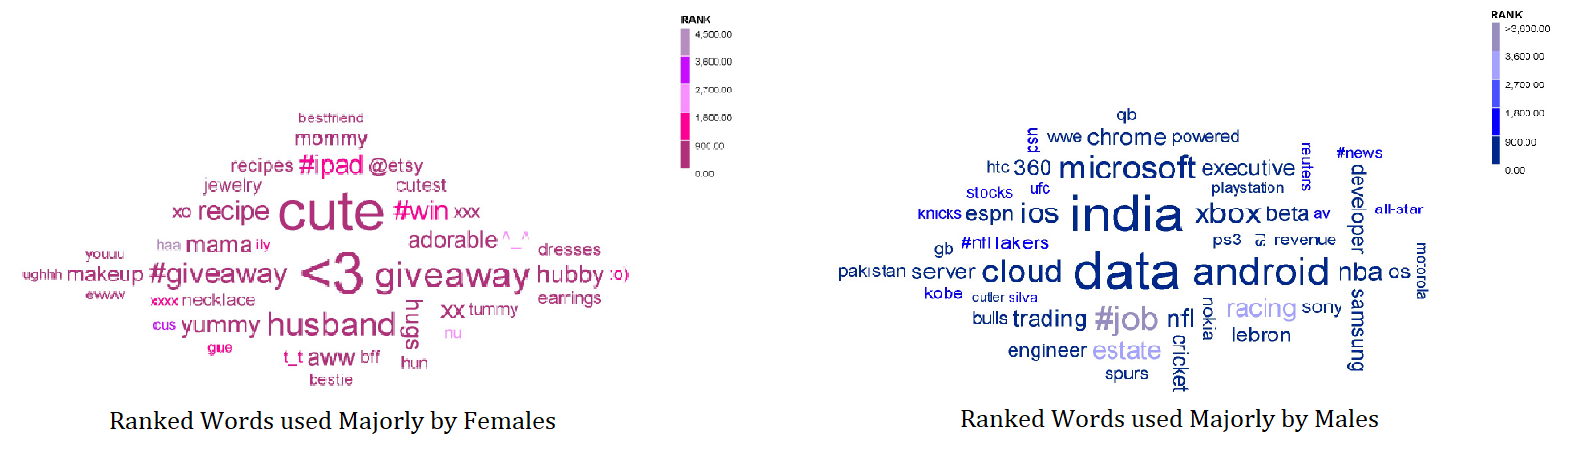 RANK
4,500.00
3,600.00
2,700.00
1,800.00
900.00
0.00
bestfriend
mommy
recipes #ipad @etsy
jewelry cutest
xo recipe cute #win xxx
haa mama ily adorable ^_^
youuu dresses
ughhh makeup #giveaway <3 giveaway hubby :o)
ewww xxxx necklace earrings
cus yummy husband hugs xx tummy
gue nu
t_t aww bff hun
bestie
Ranked Words used Majorly by Females
RANK
>3,600.00
3,600.00
2,700.00
1,800.00
900.00
0.00
qb
usd wwe chrome powered
htc 360 microsoft executive reuters #news
stocks ufc playstation developer
knicks espn ios india xbox beta av all-star
gb #nfl lakers ps3 revenue
pakistan server cloud data android nba os motorola
kobe cutler silva
bulls trading #job nfl nokia racing sony samsung
lebron
engineer estate cricket
spurs
Ranked Words used Majorly by Males